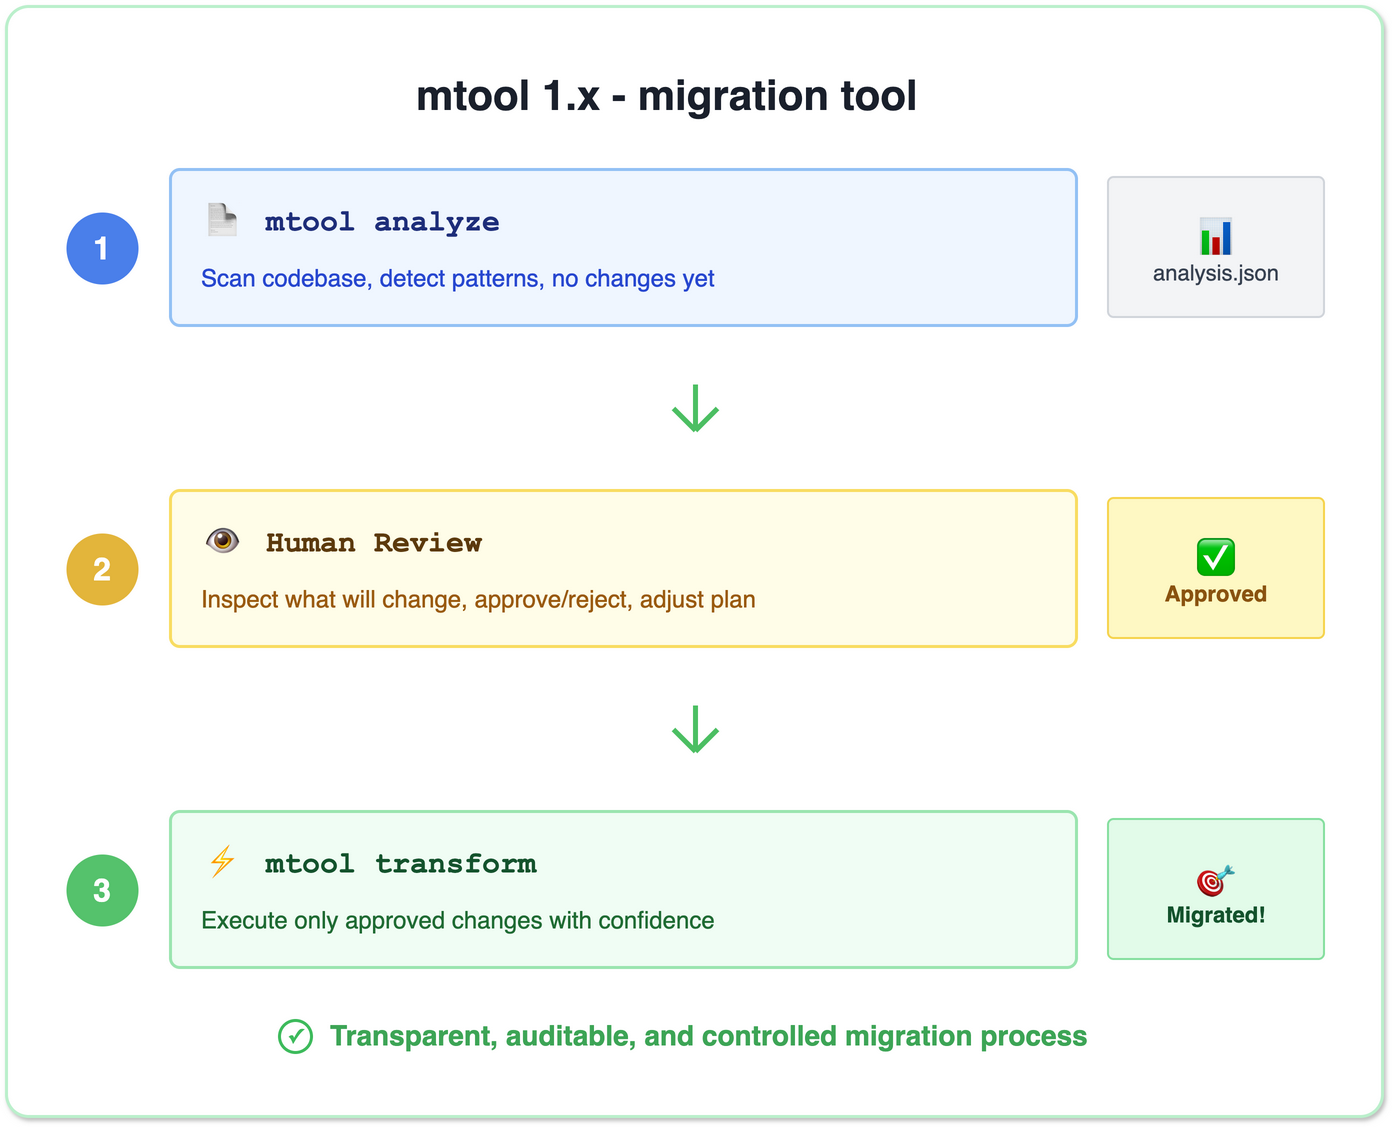 mtool 1.x - migration tool
1
mtool analyze
Scan codebase, detect patterns, no changes yet
analysis.json
2
Human Review
Inspect what will change, approve/reject, adjust plan
Approved
3
mtool transform
Execute only approved changes with confidence
Migrated!
Transparent, auditable, and controlled migration process